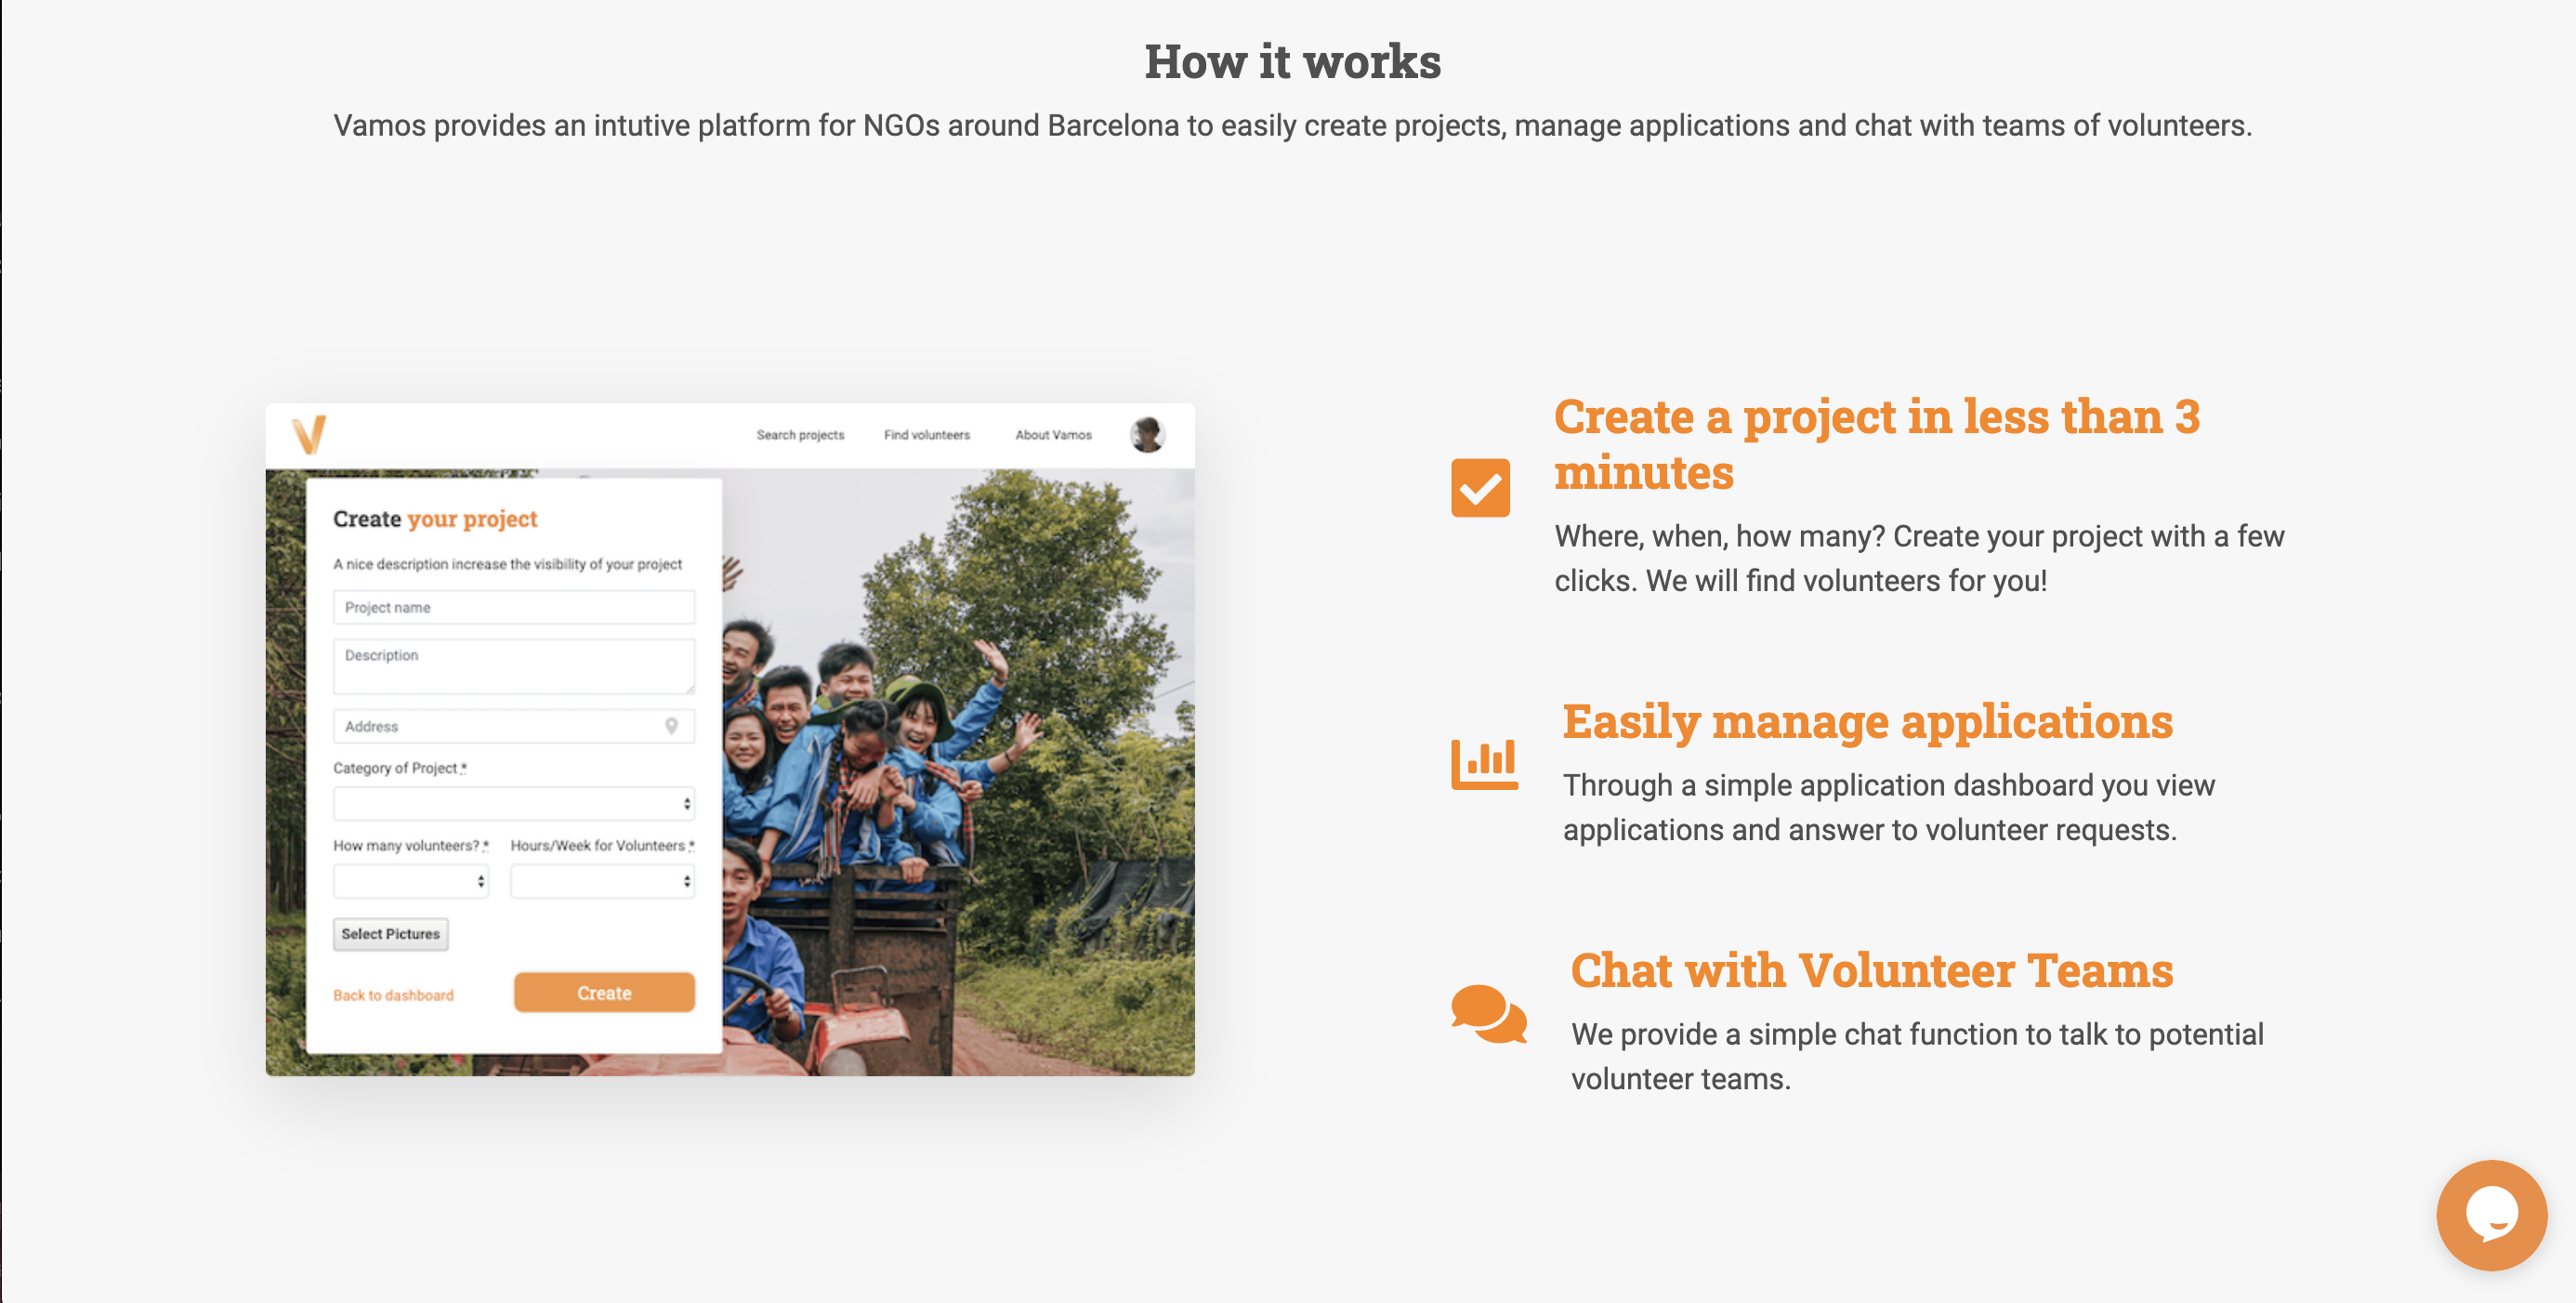 How it works
Vamos provides an intutive platform for NGOs around Barcelona to easily create projects, manage applications and chat with teams of volunteers.
V
Search projects Find volunteers About Vamos
Create your project
A nice description increase the visibility of your project
Project name
Description
Address
Category of Project *
How many volunteers? * Hours/Week for Volunteers *
Select Pictures
Back to dashboard Create
Create a project in less than 3
minutes
Where, when, how many? Create your project with a few
clicks. We will find volunteers for you!
Easily manage applications
Through a simple application dashboard you view
applications and answer to volunteer requests.
Chat with Volunteer Teams
We provide a simple chat function to talk to potential
volunteer teams.